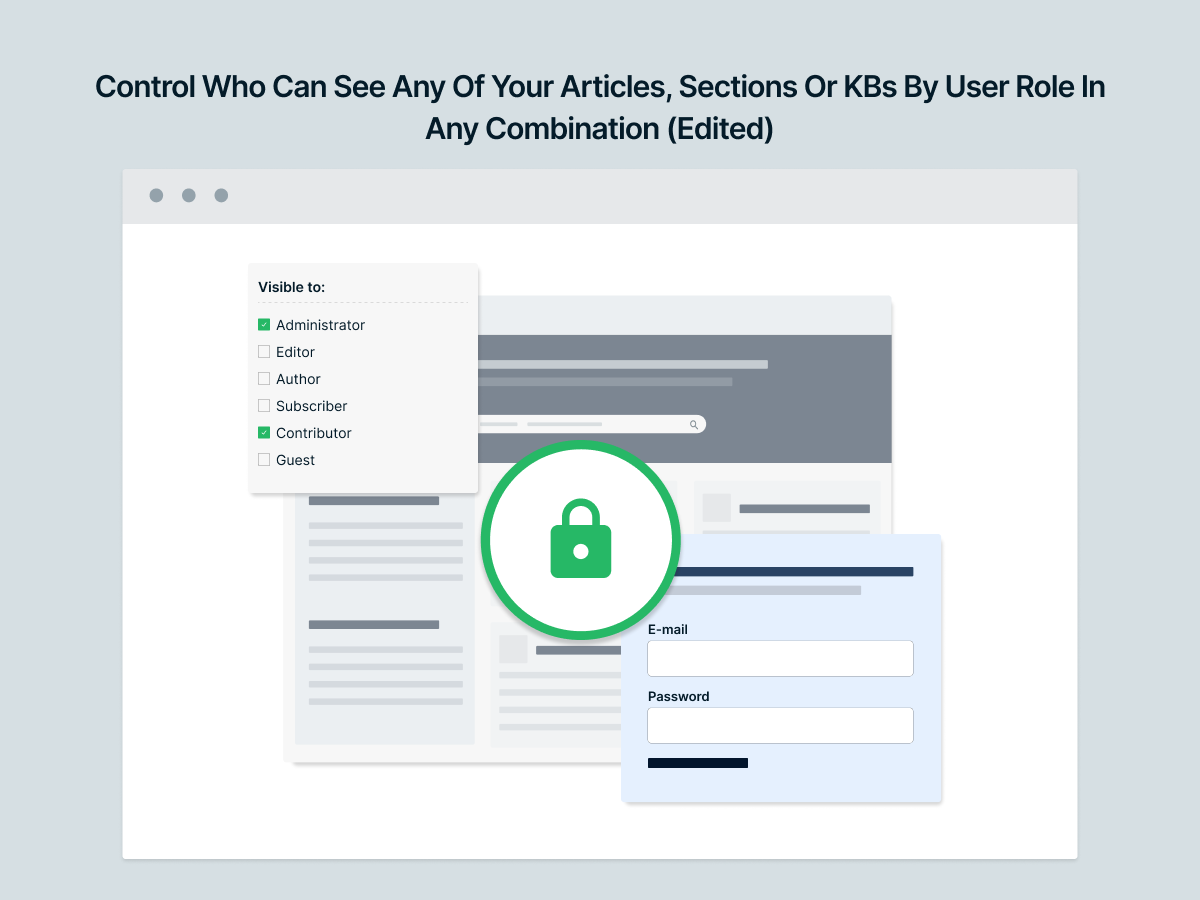 Control Who Can See Any Of Your Articles, Sections Or KBs By User Role In
Any Combination (Edited)
Visible to:
Administrator
Editor
Author
Subscriber
Contributor
Guest
E-mail
Password